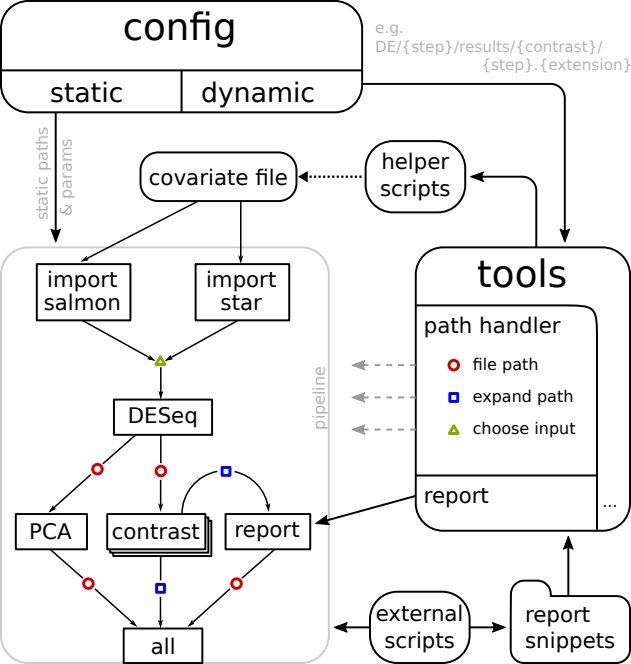 config
static
dynamic
e.g.
DE/{step}/results/{contrast}/
{step}.{extension}
static paths
& params
covariate file
helper
scripts
import
salmon
import
star
tools
path handler
file path
expand path
choose input
report
...
pipeline
DESeq
PCA
contrast
report
all
external
scripts
report
snippets